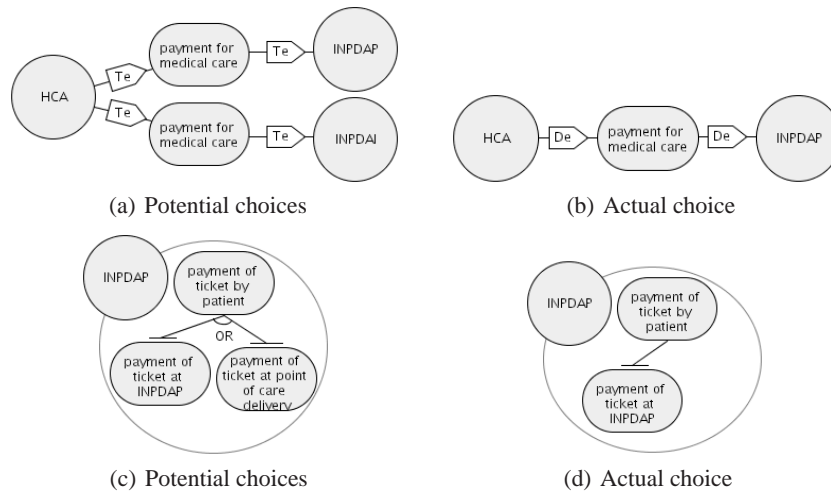 HCA
Te
payment for
medical care
Te
INPDAP
Te
payment for
medical care
Te
INPDAI
(a) Potential choices
HCA
De
payment for
medical care
De
INPDAP
(b) Actual choice
INPDAP
payment of
ticket by
patient
OR
payment of
ticket at
INPDAP
payment of
ticket at point
of care
delivery
(c) Potential choices
INPDAP
payment of
ticket by
patient
payment of
ticket at
INPDAP
(d) Actual choice